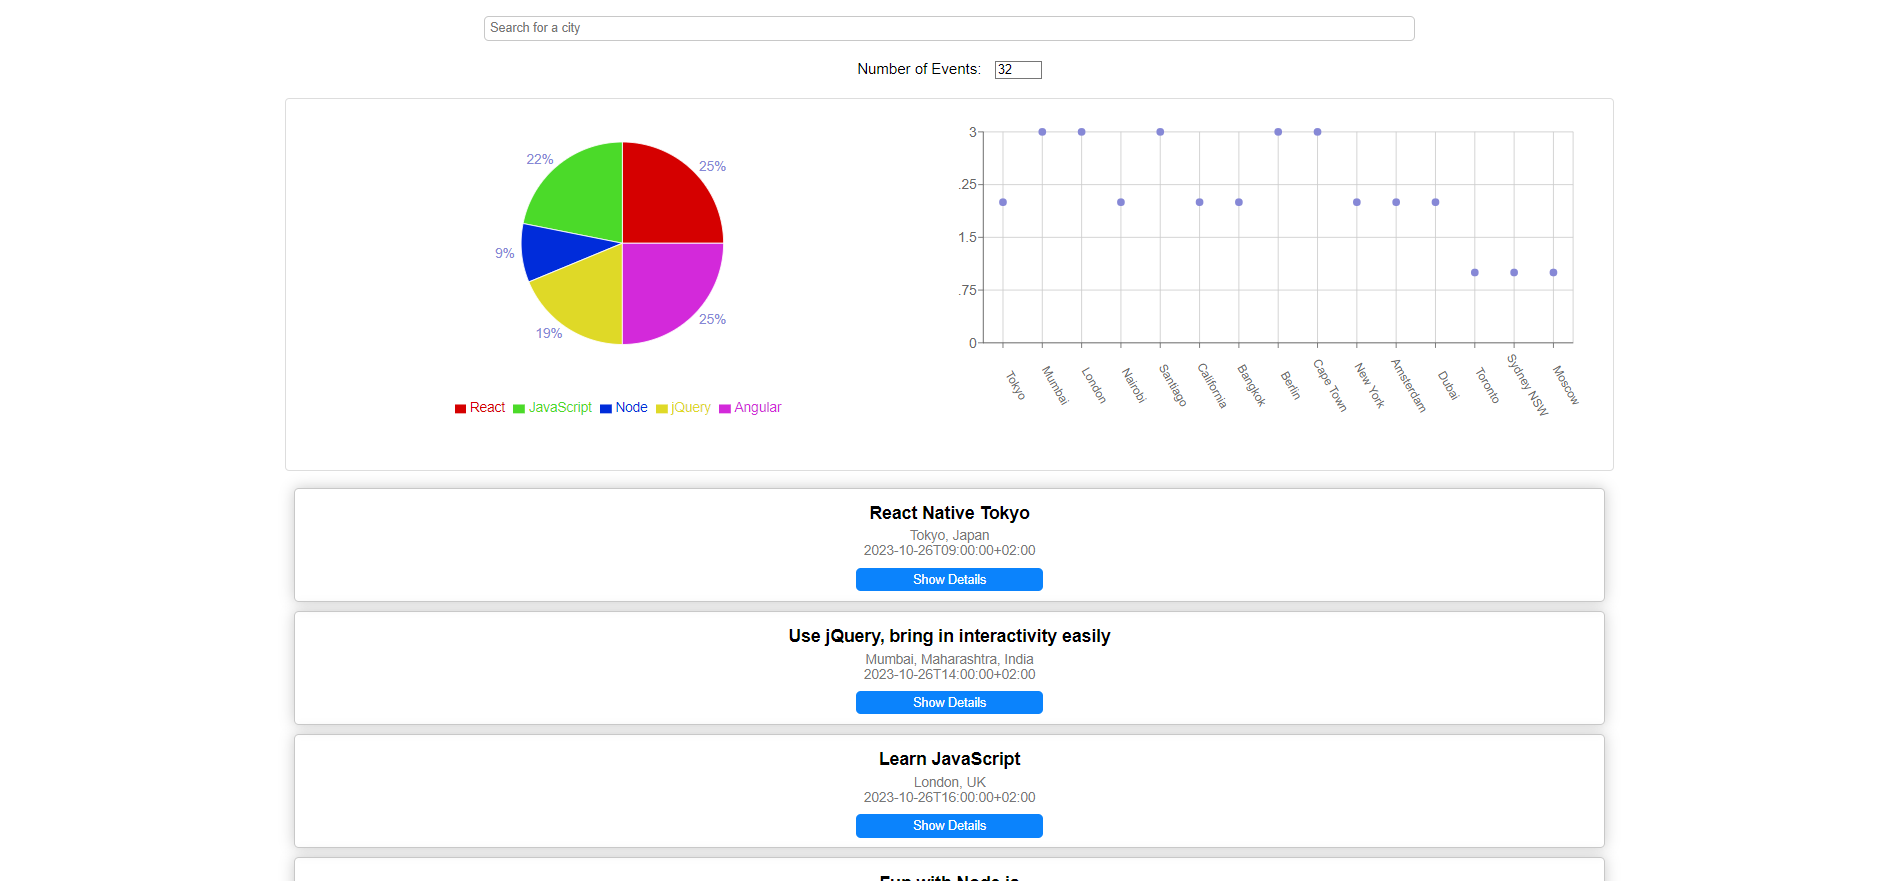 Search for a city
Number of Events: 32
22%
25%
9%
19%
25%
React JavaScript Node jQuery Angular
3
.25
1.5
.75
0
Tokyo
Mumbai
London
Nairobi
Santiago
California
Bangkok
Berlin
Cape Town
New York
Amsterdam
Dubai
Toronto
Sydney NSW
Moscow
React Native Tokyo
Tokyo, Japan
2023-10-26T09:00:00+02:00
Show Details
Use jQuery, bring in interactivity easily
Mumbai, Maharashtra, India
2023-10-26T14:00:00+02:00
Show Details
Learn JavaScript
London, UK
2023-10-26T16:00:00+02:00
Show Details
Fun with Node.js